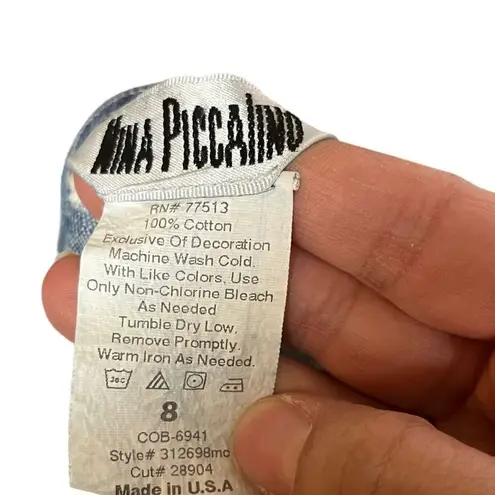 NINA PICCALINO
RN# 77513
100% Cotton
Exclusive Of Decoration
Machine Wash Cold.
With Like Colors, Use
Only Non-Chlorine Bleach
As Needed
Tumble Dry Low,
Remove Promptly.
Warm Iron As Needed.
30C
8
COB-6941
Style# 312698mc
Cut# 28904
Made in U.S.A